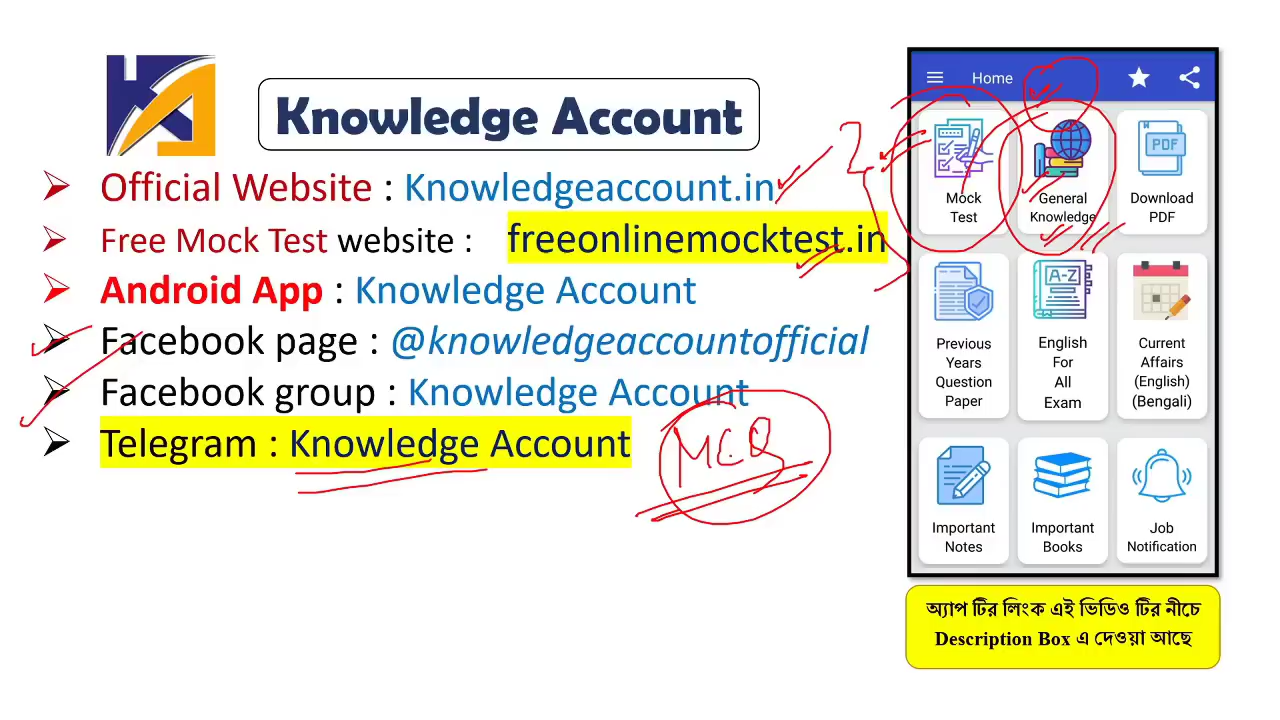 Knowledge Account
Official Website : Knowledgeaccount.in
Free Mock Test website : freeonlinemocktest.in
Android App : Knowledge Account
Facebook page : @knowledgeaccountofficial
Facebook group : Knowledge Account
Telegram : Knowledge Account
MCQ
2
Home
Mock
Test
General
Knowledge
PDF
Download
PDF
Previous
Years
Question
Paper
A-Z
English
For
All
Exam
Current
Affairs
(English)
(Bengali)
Important
Notes
Important
Books
Job
Notification
অ্যাপ টির লিংক এই ভিডিও টির নীচে
Description Box এ দেওয়া আছে